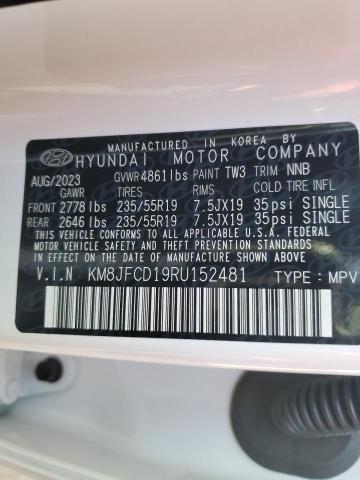 MANUFACTURED IN KOREA BY
HYUNDAI MOTOR COMPANY
AUG/2023 GVWR4861lbs PAINT TW3 TRIM NNB
GAWR TIRES RIMS COLD TIRE INFL.
FRONT 2778lbs 235/55R19 7.5JX19 35psi SINGLE
REAR 2646lbs 235/55R19 7.5JX19 35psi SINGLE
THIS VEHICLE CONFORMS TO ALL APPLICABLE U.S.A. FEDERAL
MOTOR VEHICLE SAFETY, BUMPER, AND THEFT PREVENTION
STANDARDS IN EFFECT ON THE DATE OF MANUFACTURE SHOWN ABOVE.
V.I.N KM8JFCD19RU152481 TYPE : MPV